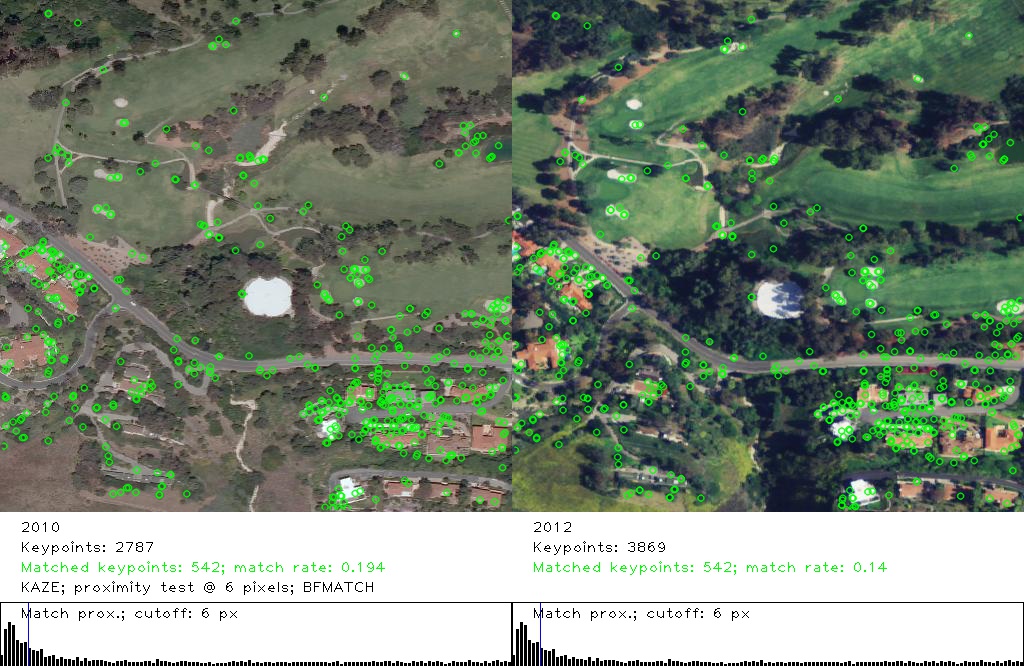 2010
Keypoints: 2787
Matched keypoints: 542; match rate: 0.194
KAZE; proximity test @ 6 pixels; BFMATCH
Match prox.; cutoff: 6 px
2012
Keypoints: 3869
Matched keypoints: 542; match rate: 0.14
Match prox.; cutoff: 6 px